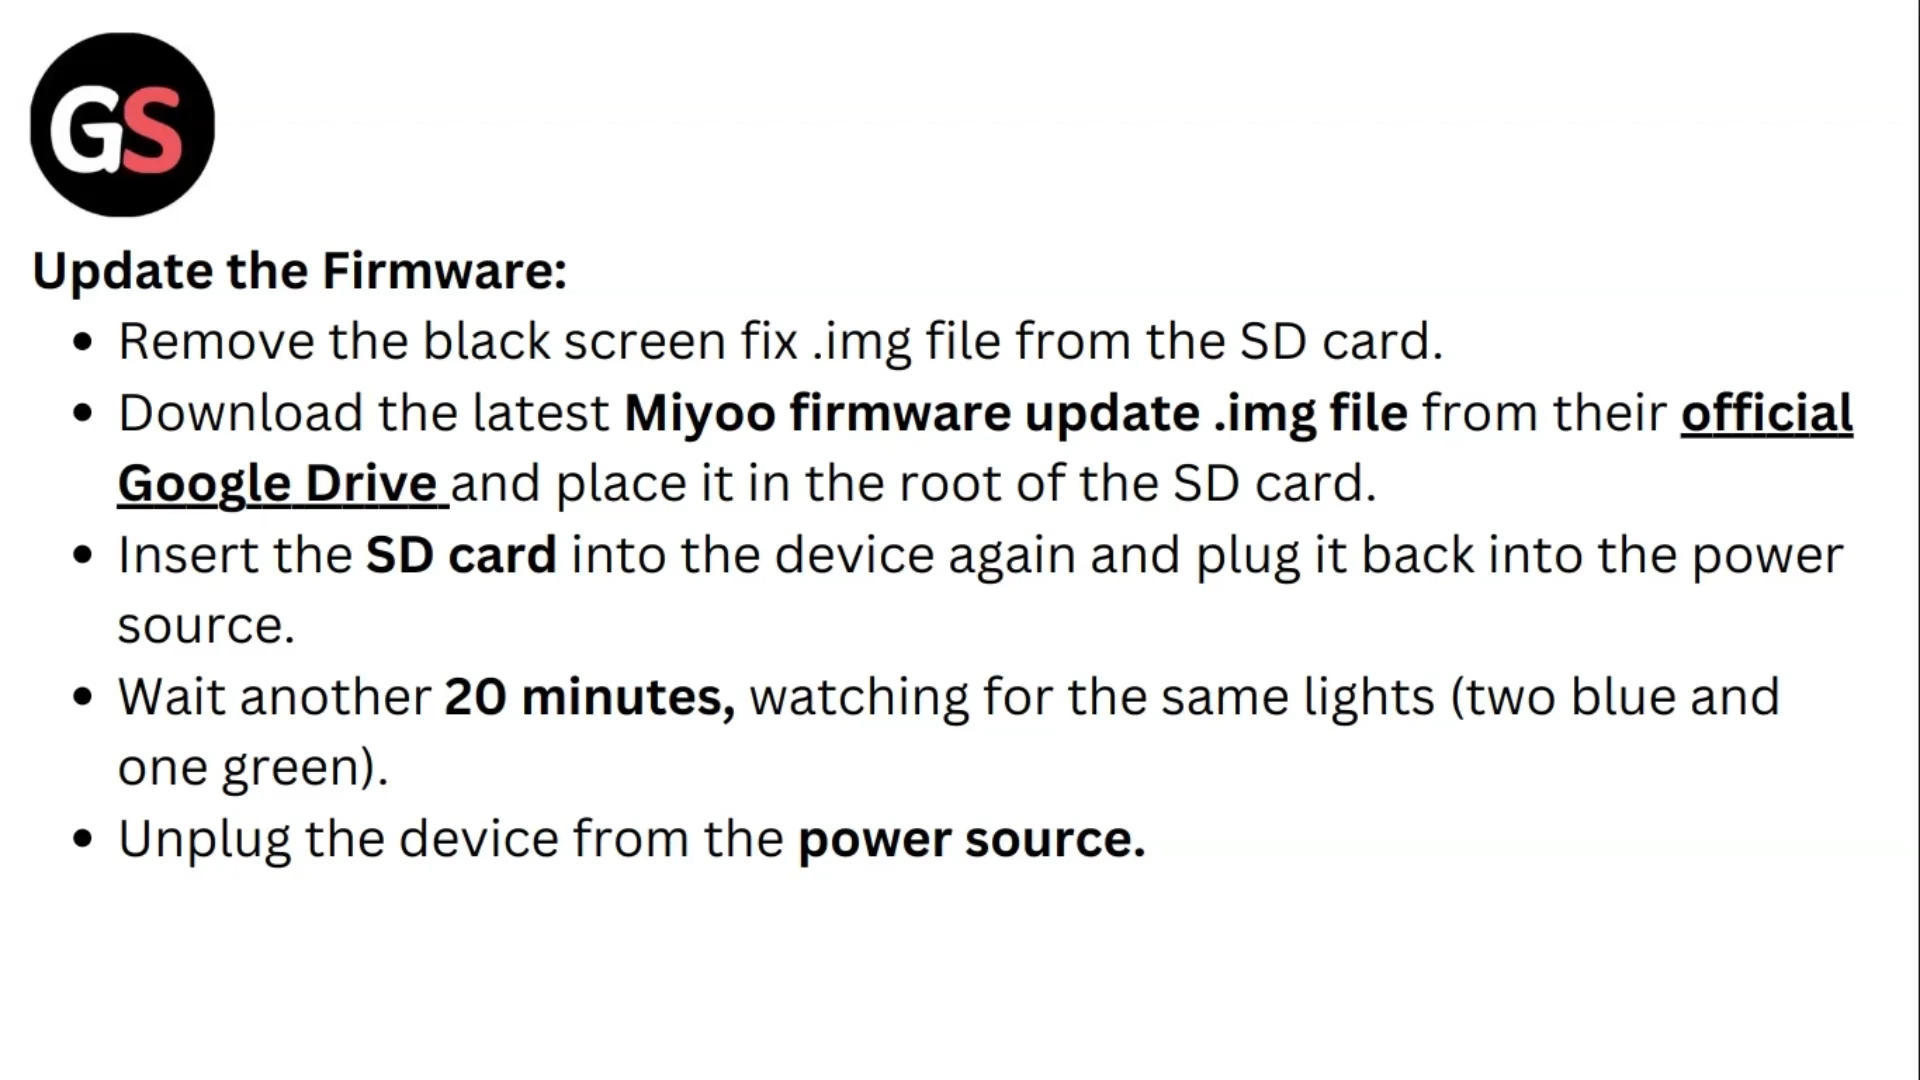 GS
Update the Firmware:
• Remove the black screen fix .img file from the SD card.
• Download the latest Miyoo firmware update .img file from their official
Google Drive and place it in the root of the SD card.
• Insert the SD card into the device again and plug it back into the power
source.
• Wait another 20 minutes, watching for the same lights (two blue and
one green).
• Unplug the device from the power source.